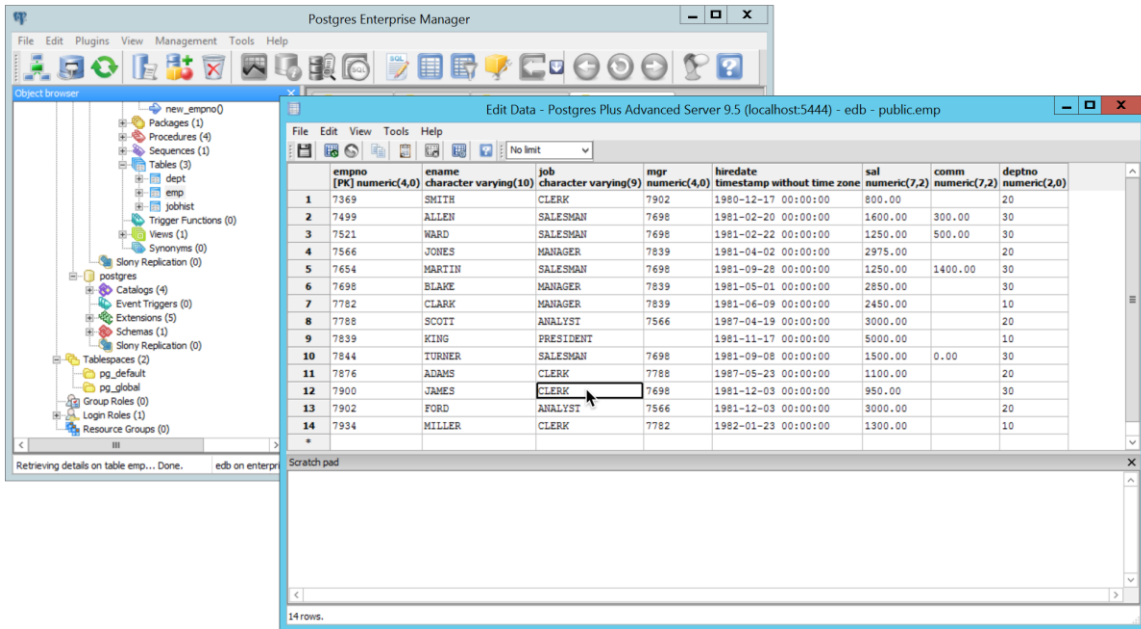 Postgres Enterprise Manager
File Edit Plugins View Management Tools Help
SQL
SQL
Object browser
new_empno()
Packages (1)
Procedures (4)
Sequences (1)
Tables (3)
dept
emp
jobhist
Trigger Functions (0)
Views (1)
Synonyms (0)
Slony Replication (0)
postgres
Catalogs (4)
Event Triggers (0)
Extensions (5)
Schemas (1)
Slony Replication (0)
Tablespaces (2)
pg_default
pg_global
Group Roles (0)
Login Roles (1)
Resource Groups (0)
Retrieving details on table emp... Done. edb on enterpri
Edit Data - Postgres Plus Advanced Server 9.5 (localhost:5444) - edb - public.emp
File Edit View Tools Help
No limit
empno ename job mgr hiredate sal comm deptno
[PK] numeric(4,0) character varying(10) character varying(9) numeric(4,0) timestamp without time zone numeric(7,2) numeric(7,2) numeric(2,0)
1 7369 SMITH CLERK 7902 1980-12-17 00:00:00 800.00 20
2 7499 ALLEN SALESMAN 7698 1981-02-20 00:00:00 1600.00 300.00 30
3 7521 WARD SALESMAN 7698 1981-02-22 00:00:00 1250.00 500.00 30
4 7566 JONES MANAGER 7839 1981-04-02 00:00:00 2975.00 20
5 7654 MARTIN SALESMAN 7698 1981-09-28 00:00:00 1250.00 1400.00 30
6 7698 BLAKE MANAGER 7839 1981-05-01 00:00:00 2850.00 30
7 7782 CLARK MANAGER 7839 1981-06-09 00:00:00 2450.00 10
8 7788 SCOTT ANALYST 7566 1987-04-19 00:00:00 3000.00 20
9 7839 KING PRESIDENT 1981-11-17 00:00:00 5000.00 10
10 7844 TURNER SALESMAN 7698 1981-09-08 00:00:00 1500.00 0.00 30
11 7876 ADAMS CLERK 7788 1987-05-23 00:00:00 1100.00 20
12 7900 JAMES CLERK 7698 1981-12-03 00:00:00 950.00 30
13 7902 FORD ANALYST 7566 1981-12-03 00:00:00 3000.00 20
14 7934 MILLER CLERK 7782 1982-01-23 00:00:00 1300.00 10
*
Scratch pad
14 rows.